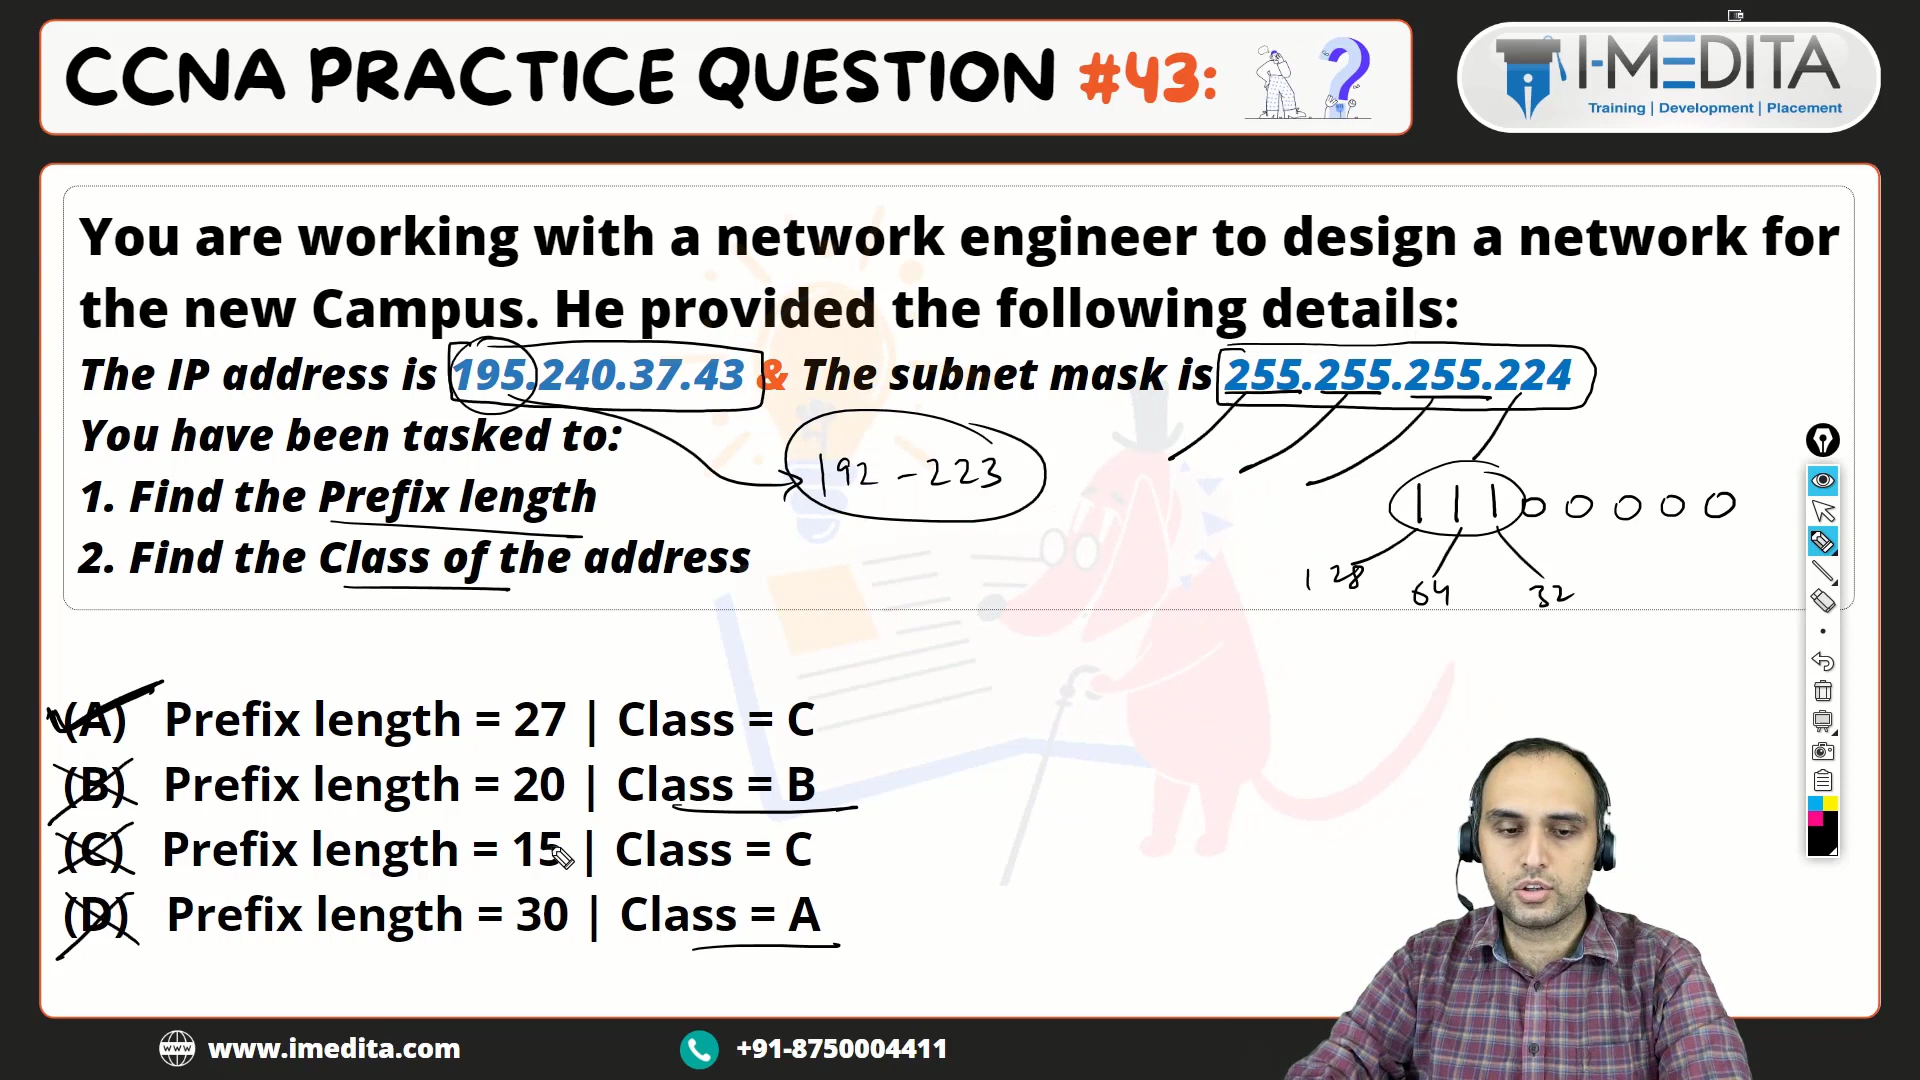 CCNA PRACTICE QUESTION #43:
I-MEDITA
Training | Development | Placement
You are working with a network engineer to design a network for
the new Campus. He provided the following details:
The IP address is 195.240.37.43 & The subnet mask is 255.255.255.224
You have been tasked to:
192 - 223
1. Find the Prefix length
1 1 1 0 0 0 0 0
2. Find the Class of the address
128 64 32
(A) Prefix length = 27 | Class = C
(B) Prefix length = 20 | Class = B
(C) Prefix length = 15 | Class = C
(D) Prefix length = 30 | Class = A
WWW www.imedita.com
+91-8750004411